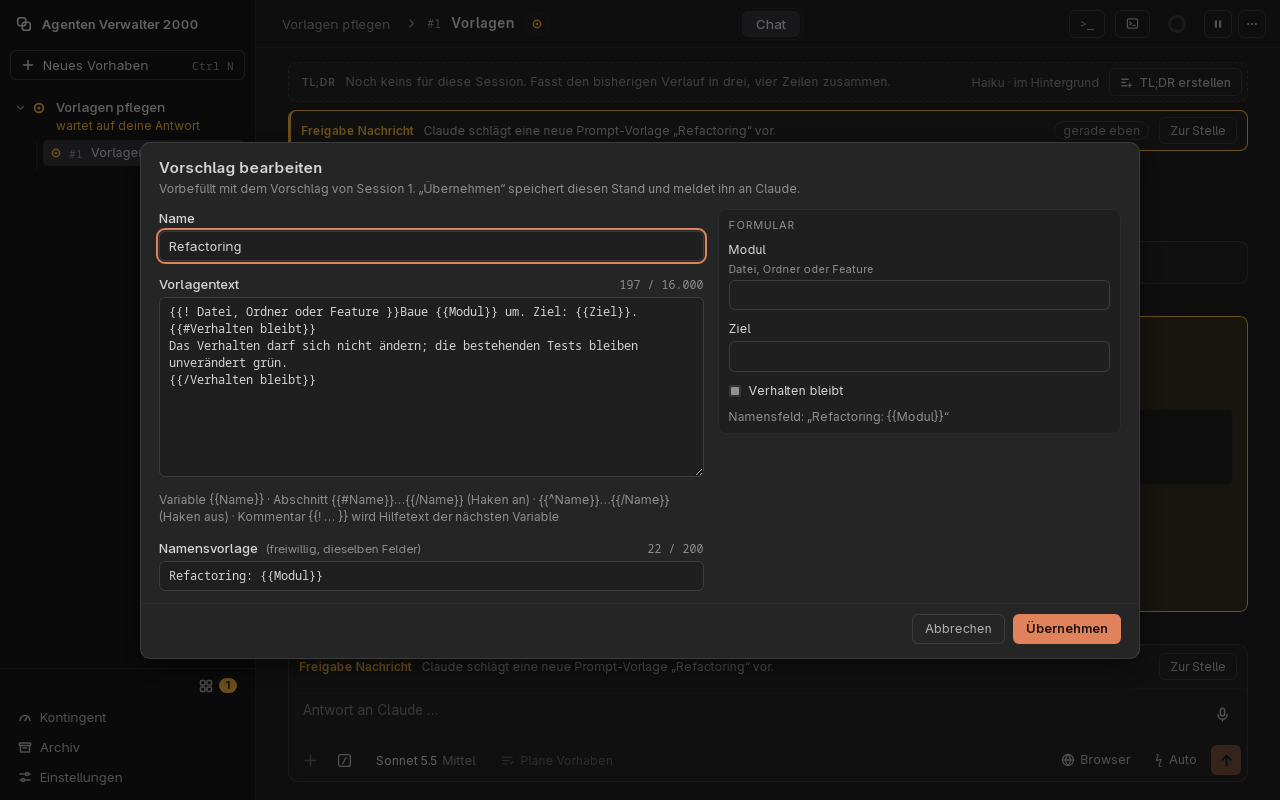 Agenten Verwalter 2000
Neues Vorhaben Ctrl N
Vorlagen pflegen
wartet auf deine Antwort
#1 Vorlagen
Kontingent
Archiv
Einstellungen
1
Vorlagen pflegen #1 Vorlagen
Chat
>_
TL;DR Noch keins für diese Session. Fasst den bisherigen Verlauf in drei, vier Zeilen zusammen.
Haiku · im Hintergrund TL;DR erstellen
Freigabe Nachricht Claude schlägt eine neue Prompt-Vorlage „Refactoring“ vor.
gerade eben Zur Stelle
Vorschlag bearbeiten
Vorbefüllt mit dem Vorschlag von Session 1. „Übernehmen“ speichert diesen Stand und meldet ihn an Claude.
Name
Refactoring
Vorlagentext 197 / 16.000
{{! Datei, Ordner oder Feature }}Baue {{Modul}} um. Ziel: {{Ziel}}.
{{#Verhalten bleibt}}
Das Verhalten darf sich nicht ändern; die bestehenden Tests bleiben
unverändert grün.
{{/Verhalten bleibt}}
Variable {{Name}} · Abschnitt {{#Name}}…{{/Name}} (Haken an) · {{^Name}}…{{/Name}}
(Haken aus) · Kommentar {{! … }} wird Hilfetext der nächsten Variable
Namensvorlage (freiwillig, dieselben Felder) 22 / 200
Refactoring: {{Modul}}
FORMULAR
Modul
Datei, Ordner oder Feature
Ziel
Verhalten bleibt
Namensfeld: „Refactoring: {{Modul}}“
Abbrechen Übernehmen
Freigabe Nachricht Claude schlägt eine neue Prompt-Vorlage „Refactoring“ vor.
Zur Stelle
Antwort an Claude …
Sonnet 5.5 Mittel Plane Vorhaben
Browser Auto